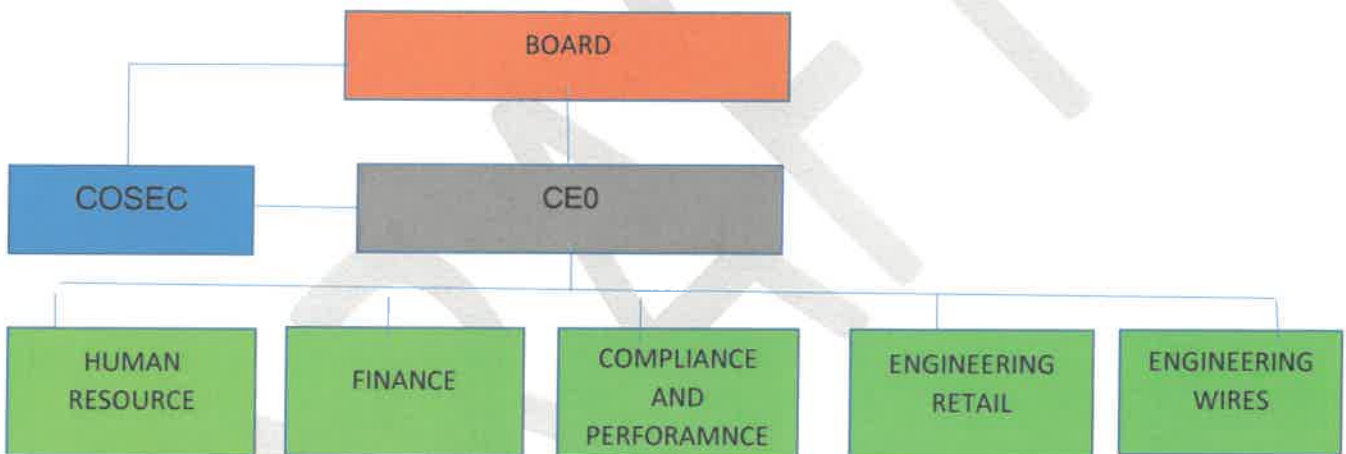 BOARD
COSEC
CE0
HUMAN
RESOURCE
FINANCE
COMPLIANCE
AND
PERFORAMNCE
ENGINEERING
RETAIL
ENGINEERING
WIRES